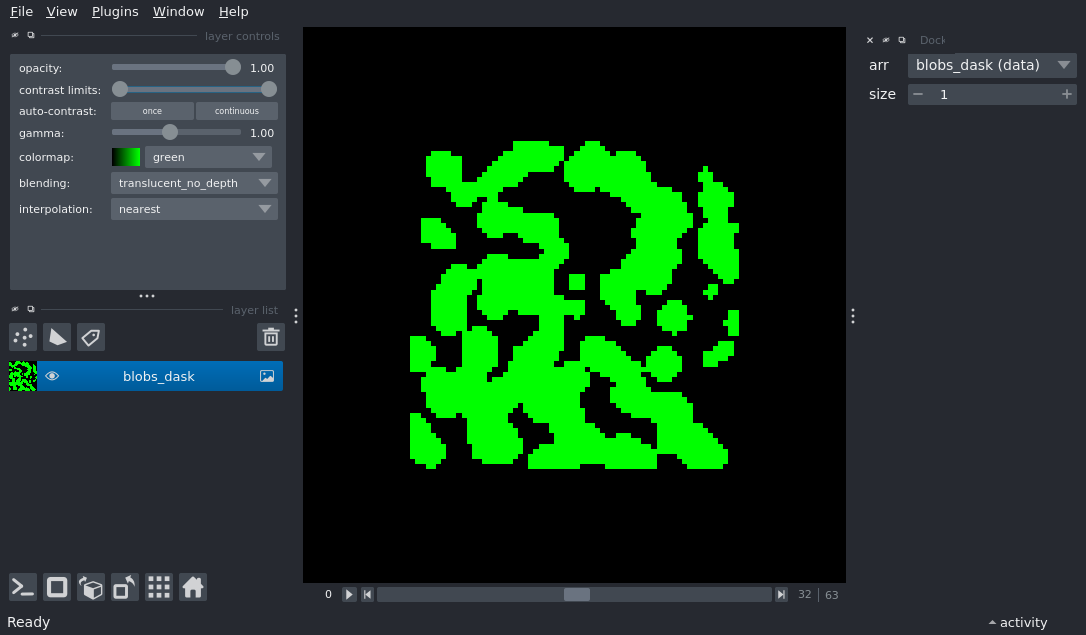 File View Plugins Window Help
layer controls
opacity: 1.00
contrast limits:
auto-contrast: once continuous
gamma: 1.00
colormap: green
blending: translucent_no_depth
interpolation: nearest
layer list
blobs_dask
0 32 63
Dock
arr blobs_dask (data)
size 1
Ready
activity